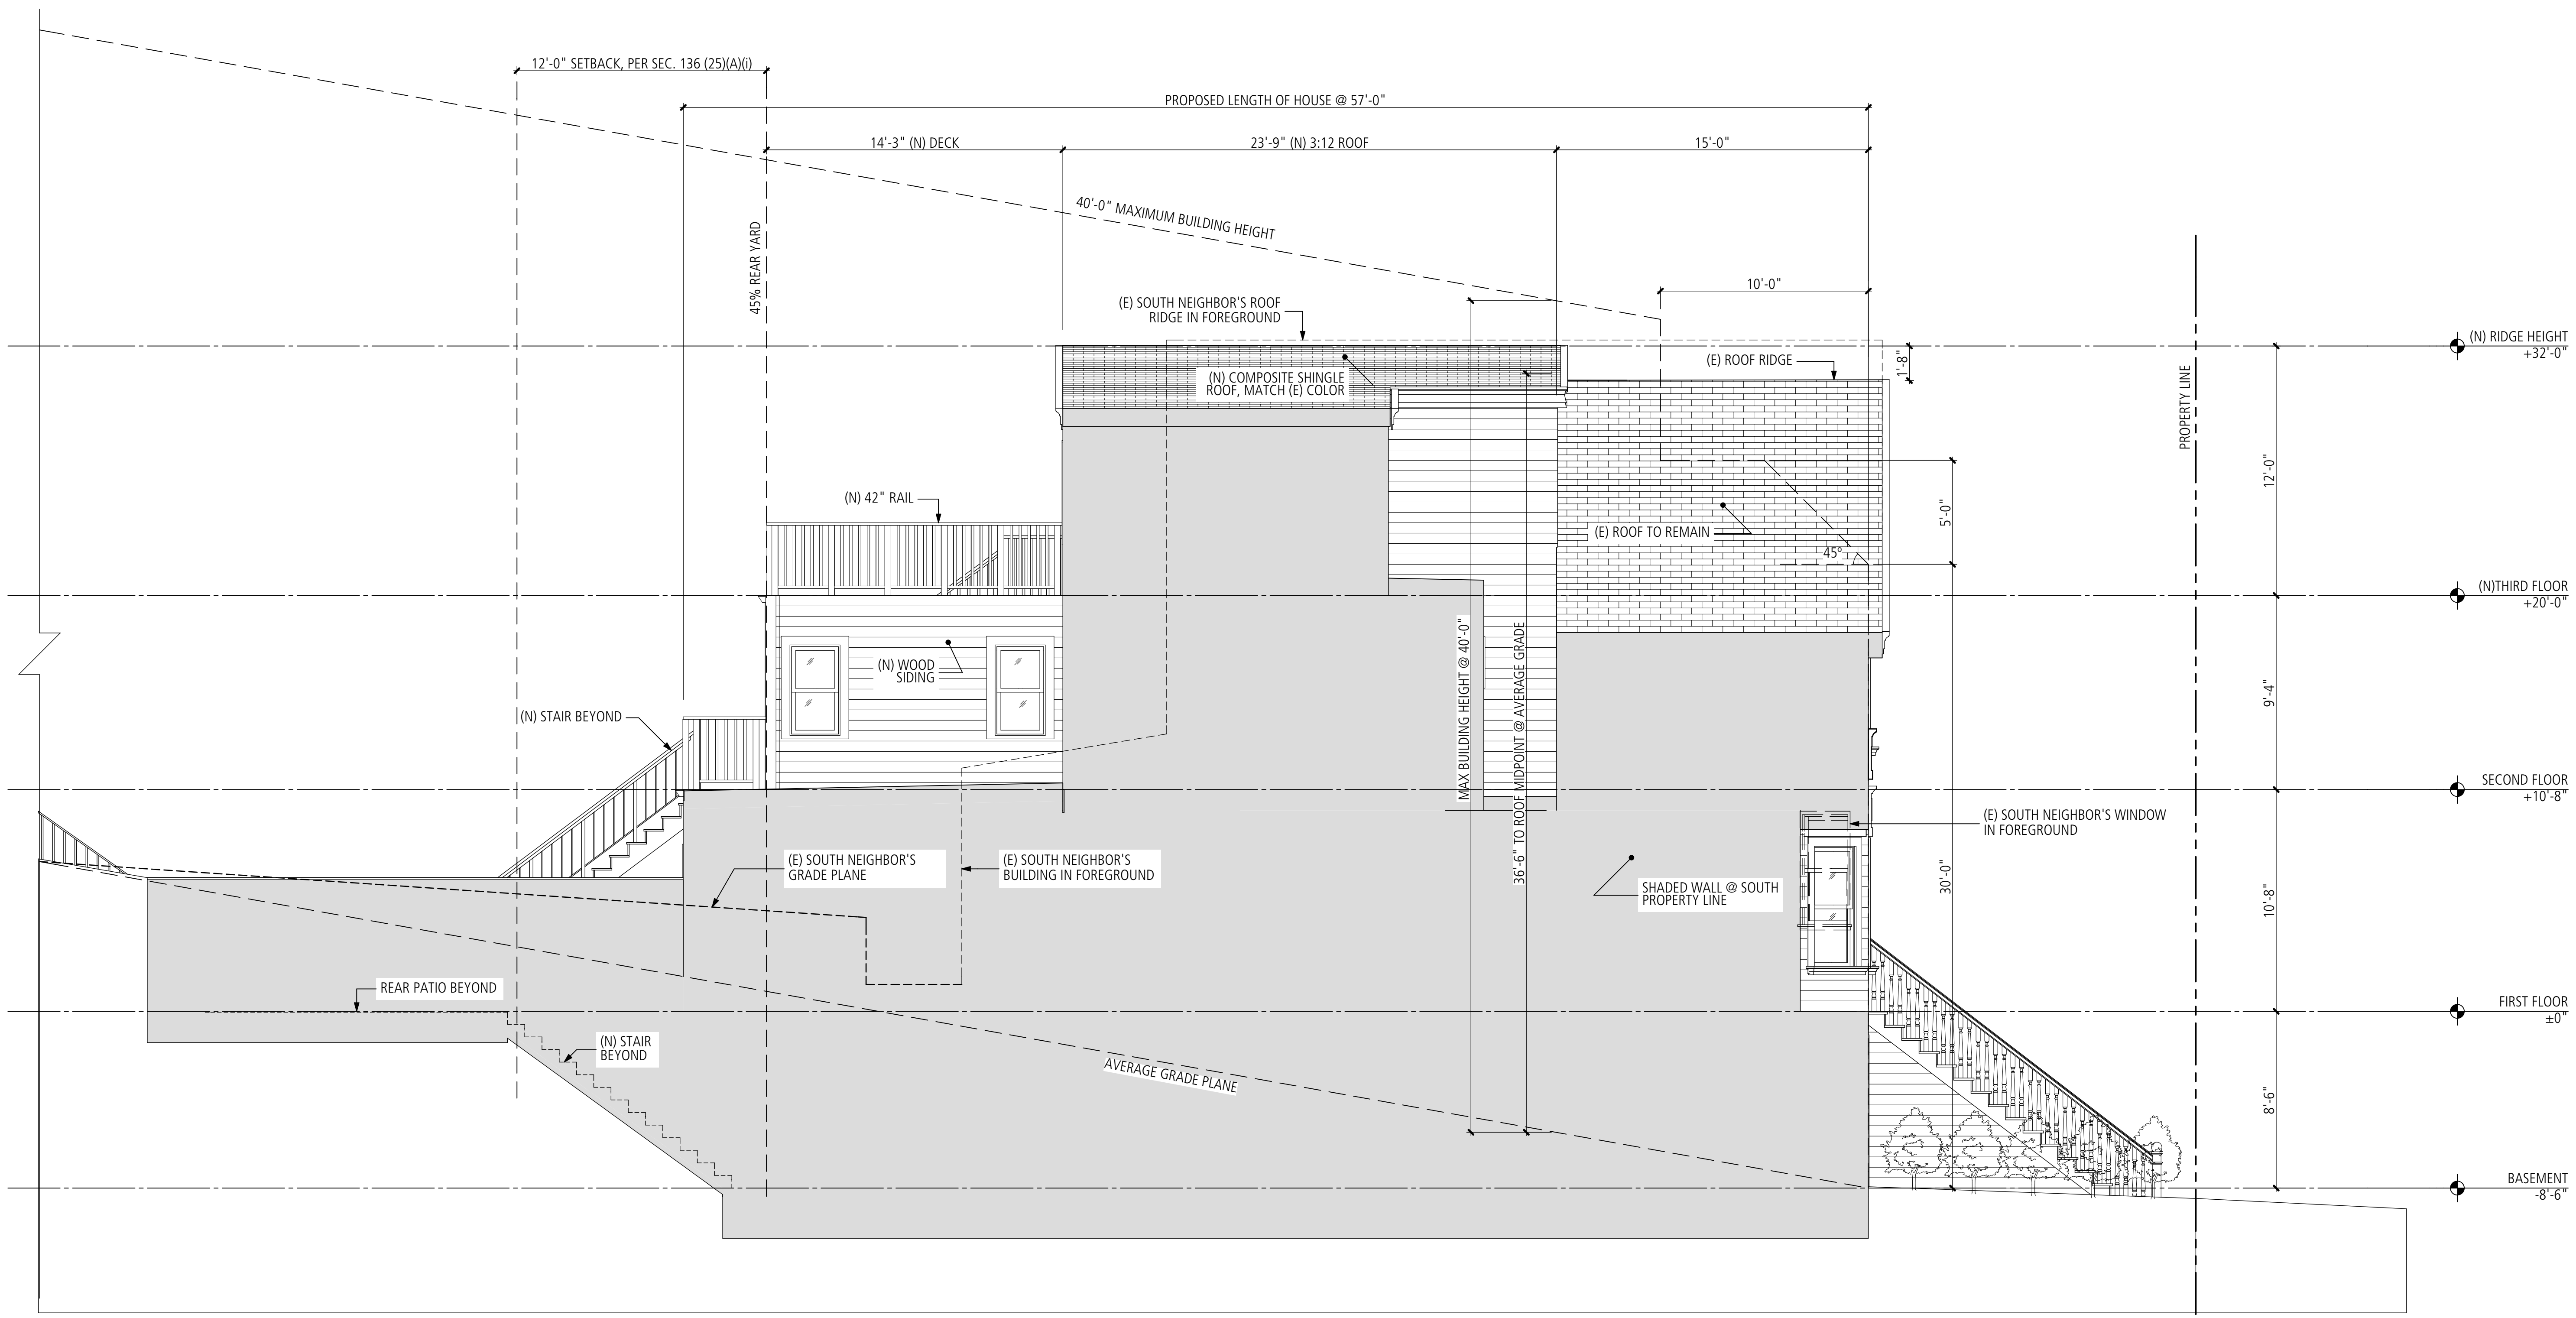 12'-0" SETBACK, PER SEC. 136 (25)(A)(i)
PROPOSED LENGTH OF HOUSE @ 57'-0"
14'-3" (N) DECK
23'-9" (N) 3:12 ROOF
15'-0"
40'-0" MAXIMUM BUILDING HEIGHT
45% REAR YARD
10'-0"
(E) SOUTH NEIGHBOR'S ROOF
RIDGE IN FOREGROUND
(N) RIDGE HEIGHT
+32'-0"
(E) ROOF RIDGE
1'-8"
PROPERTY LINE
(N) COMPOSITE SHINGLE
ROOF, MATCH (E) COLOR
12'-0"
(N) 42" RAIL
5'-0"
(E) ROOF TO REMAIN
45°
(N)THIRD FLOOR
+20'-0"
(N) WOOD
SIDING
MAX BUILDING HEIGHT @ 40'-0"
36'-6" TO ROOF MIDPOINT @ AVERAGE GRADE
9'-4"
(N) STAIR BEYOND
SECOND FLOOR
+10'-8"
(E) SOUTH NEIGHBOR'S WINDOW
IN FOREGROUND
(E) SOUTH NEIGHBOR'S
GRADE PLANE
(E) SOUTH NEIGHBOR'S
BUILDING IN FOREGROUND
SHADED WALL @ SOUTH
PROPERTY LINE
30'-0"
10'-8"
REAR PATIO BEYOND
FIRST FLOOR
±0"
(N) STAIR
BEYOND
AVERAGE GRADE PLANE
8'-6"
BASEMENT
-8'-6"